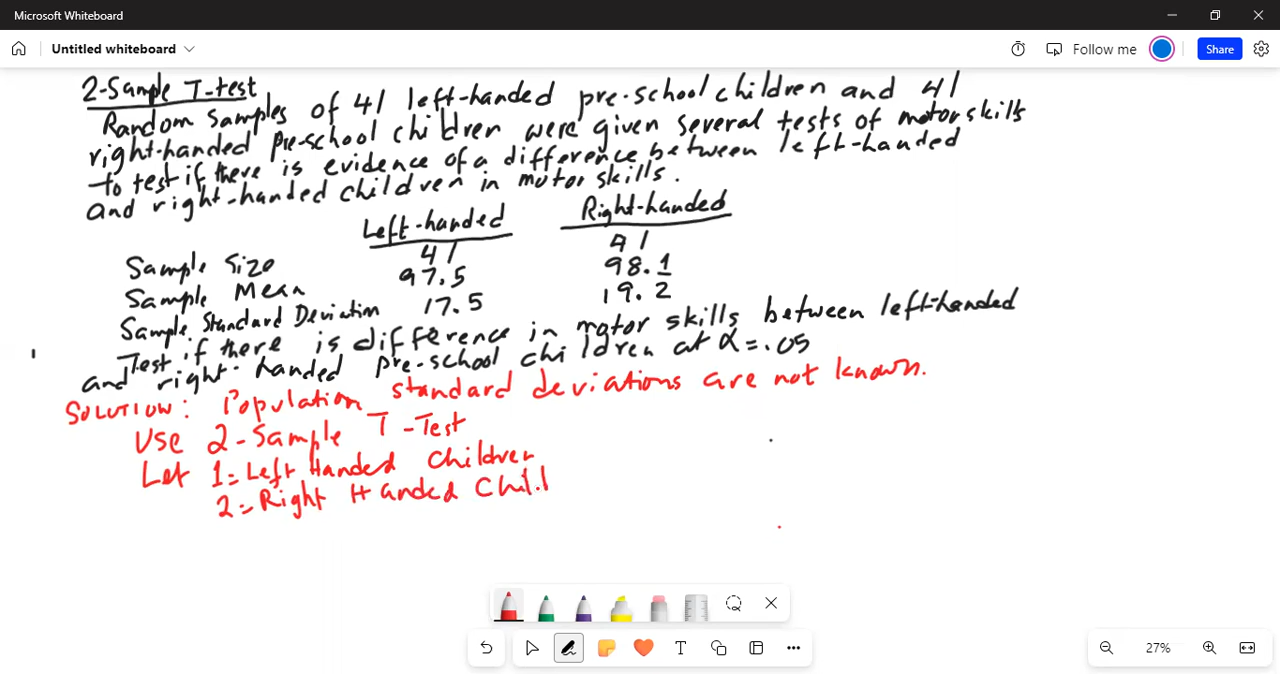 Microsoft Whiteboard
Untitled whiteboard
Follow me
Share
2-Sample T-test
Random samples of 41 left-handed pre-school children and 41
right-handed pre-school children were given several tests of motor skills
to test if there is evidence of a difference between left-handed
and right-handed children in motor skills.
Left-handed Right-handed
Sample Size 41 41
Sample Mean 97.5 98.1
Sample Standard Deviation 17.5 19.2
Test if there is difference in motor skills between left-handed
and right-handed pre-school children at α = .05
SOLUTION: Population standard deviations are not known.
USE 2-Sample T-Test
Let 1 = Left Handed Children
2 = Right Handed Chil
27%